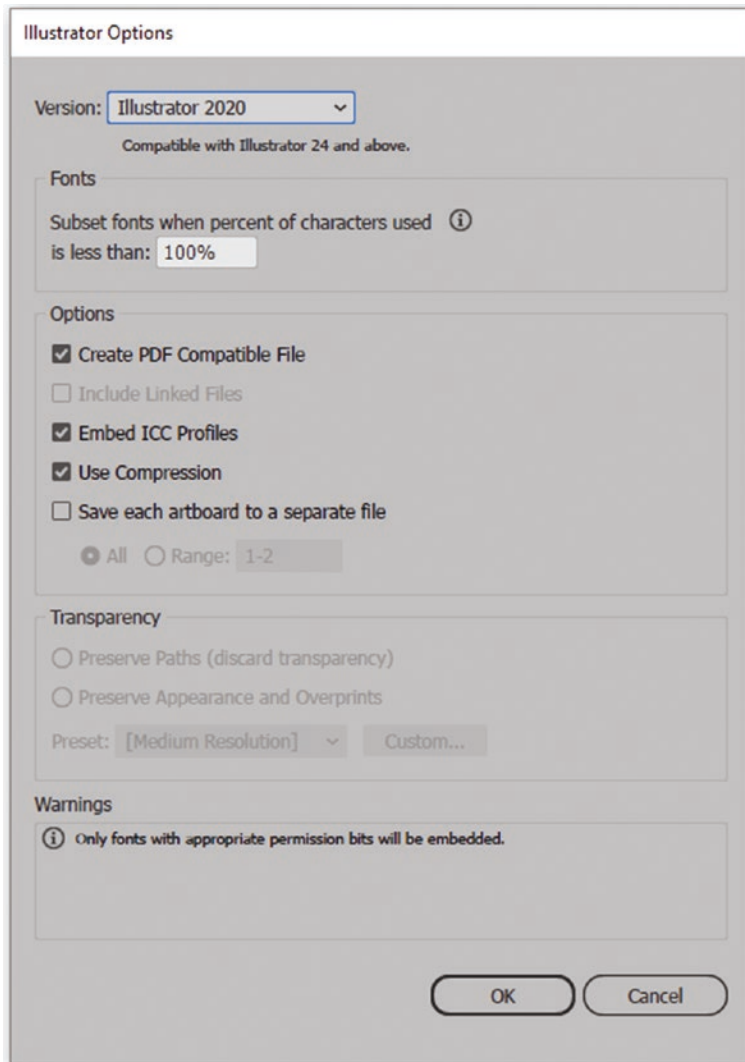 Illustrator Options
Version: Illustrator 2020
Compatible with Illustrator 24 and above.
Fonts
Subset fonts when percent of characters used
is less than: 100%
Options
Create PDF Compatible File
Include Linked Files
Embed ICC Profiles
Use Compression
Save each artboard to a separate file
All Range: 1-2
Transparency
Preserve Paths (discard transparency)
Preserve Appearance and Overprints
Preset: [Medium Resolution] Custom...
Warnings
Only fonts with appropriate permission bits will be embedded.
OK Cancel